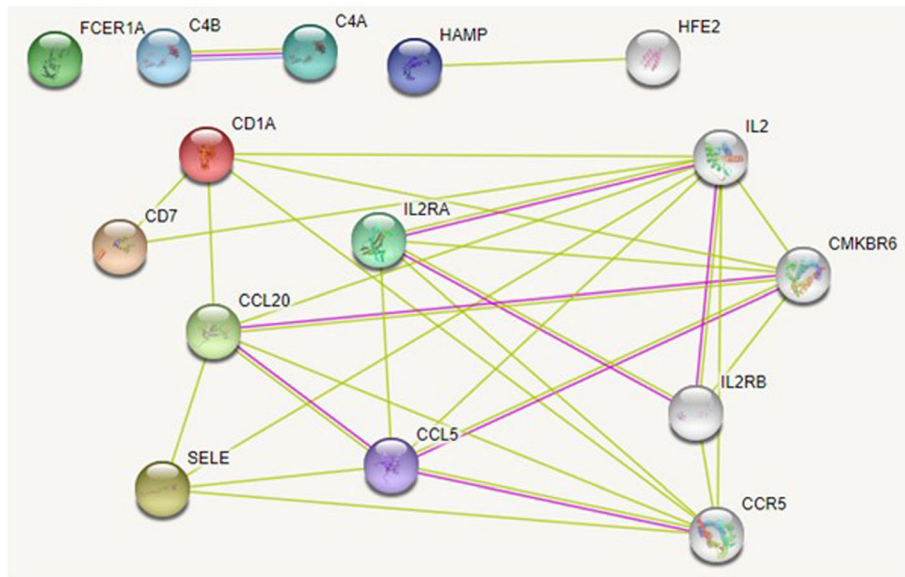 FCER1A
C4B
C4A
HAMP
HFE2
CD1A
IL2
CD7
IL2RA
CMKBR6
CCL20
IL2RB
CCL5
SELE
CCR5